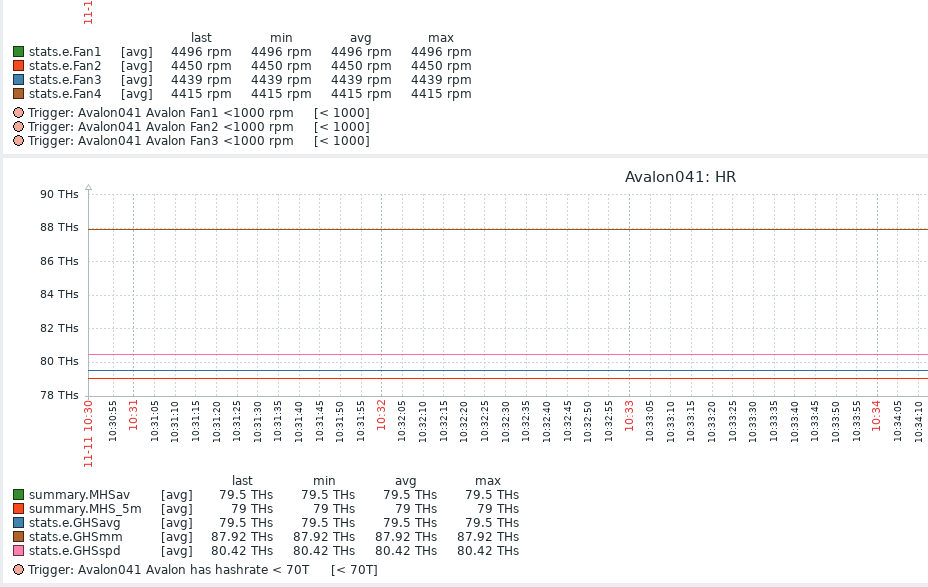 11-1
last min avg max
stats.e.Fan1 [avg] 4496 rpm 4496 rpm 4496 rpm 4496 rpm
stats.e.Fan2 [avg] 4450 rpm 4450 rpm 4450 rpm 4450 rpm
stats.e.Fan3 [avg] 4439 rpm 4439 rpm 4439 rpm 4439 rpm
stats.e.Fan4 [avg] 4415 rpm 4415 rpm 4415 rpm 4415 rpm
Trigger: Avalon041 Avalon Fan1 <1000 rpm [< 1000]
Trigger: Avalon041 Avalon Fan2 <1000 rpm [< 1000]
Trigger: Avalon041 Avalon Fan3 <1000 rpm [< 1000]
Avalon041: HR
90 THs
88 THs
86 THs
84 THs
82 THs
80 THs
78 THs
11-11 10:30 10:30:55 10:31 10:31:05 10:31:10 10:31:15 10:31:20 10:31:25 10:31:30 10:31:35 10:31:40 10:31:45 10:31:50 10:31:55 10:32 10:32:05 10:32:10 10:32:15 10:32:20 10:32:25 10:32:30 10:32:35 10:32:40 10:32:45 10:32:50 10:32:55 10:33 10:33:05 10:33:10 10:33:15 10:33:20 10:33:25 10:33:30 10:33:35 10:33:40 10:33:45 10:33:50 10:33:55 10:34 10:34:05 10:34:10
last min avg max
summary.MHSav [avg] 79.5 THs 79.5 THs 79.5 THs 79.5 THs
summary.MHS_5m [avg] 79 THs 79 THs 79 THs 79 THs
stats.e.GHSavg [avg] 79.5 THs 79.5 THs 79.5 THs 79.5 THs
stats.e.GHSmm [avg] 87.92 THs 87.92 THs 87.92 THs 87.92 THs
stats.e.GHSspd [avg] 80.42 THs 80.42 THs 80.42 THs 80.42 THs
Trigger: Avalon041 Avalon has hashrate < 70T [< 70T]